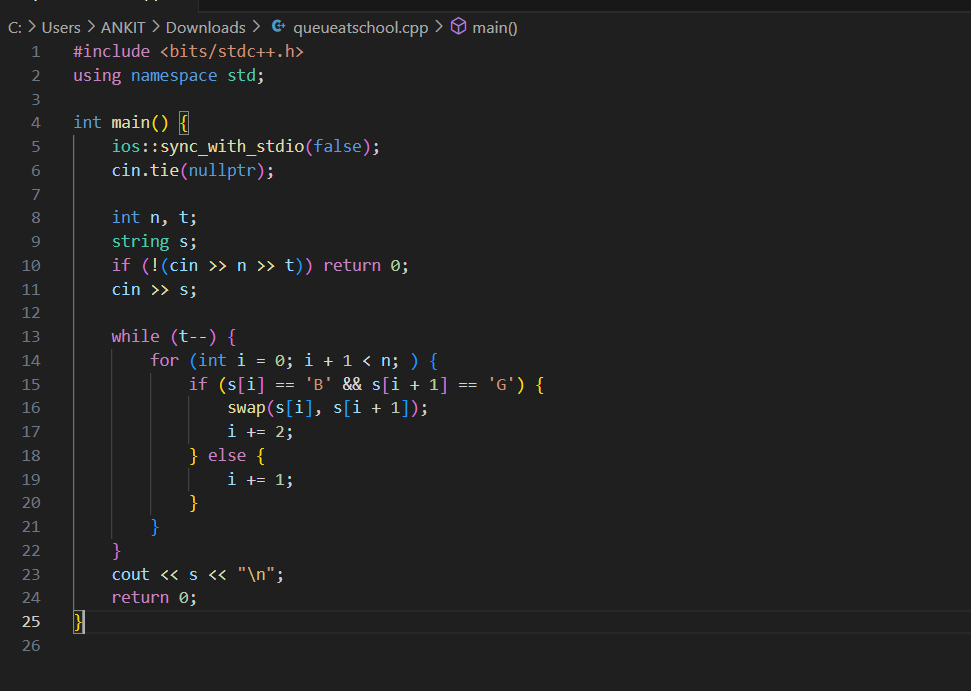 C: > Users > ANKIT > Downloads > queueatschool.cpp > main()
1 #include <bits/stdc++.h>
2 using namespace std;
3
4 int main() {
5     ios::sync_with_stdio(false);
6     cin.tie(nullptr);
7
8     int n, t;
9     string s;
10     if (!(cin >> n >> t)) return 0;
11     cin >> s;
12
13     while (t--) {
14         for (int i = 0; i + 1 < n; ) {
15             if (s[i] == 'B' && s[i + 1] == 'G') {
16                 swap(s[i], s[i + 1]);
17                 i += 2;
18             } else {
19                 i += 1;
20             }
21         }
22     }
23     cout << s << "\n";
24     return 0;
25 }
26